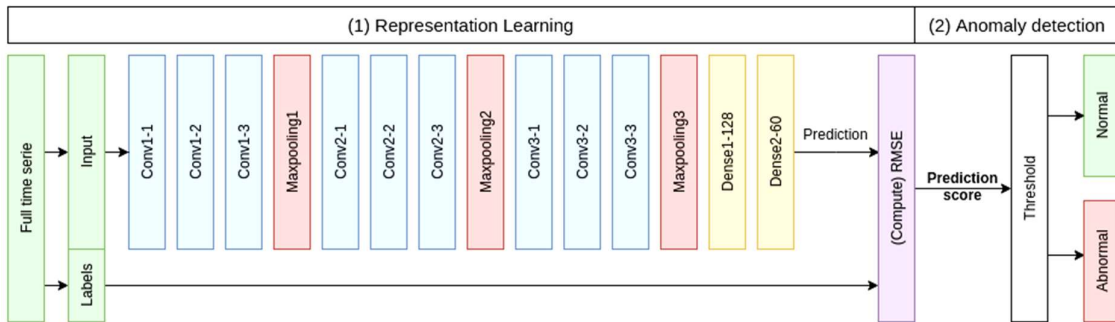 (1) Representation Learning
(2) Anomaly detection
Full time serie
Input
Labels
Conv1-1
Conv1-2
Conv1-3
Maxpooling1
Conv2-1
Conv2-2
Conv2-3
Maxpooling2
Conv3-1
Conv3-2
Conv3-3
Maxpooling3
Dense1-128
Dense2-60
Prediction
(Compute) RMSE
Prediction
score
Threshold
Normal
Abnormal